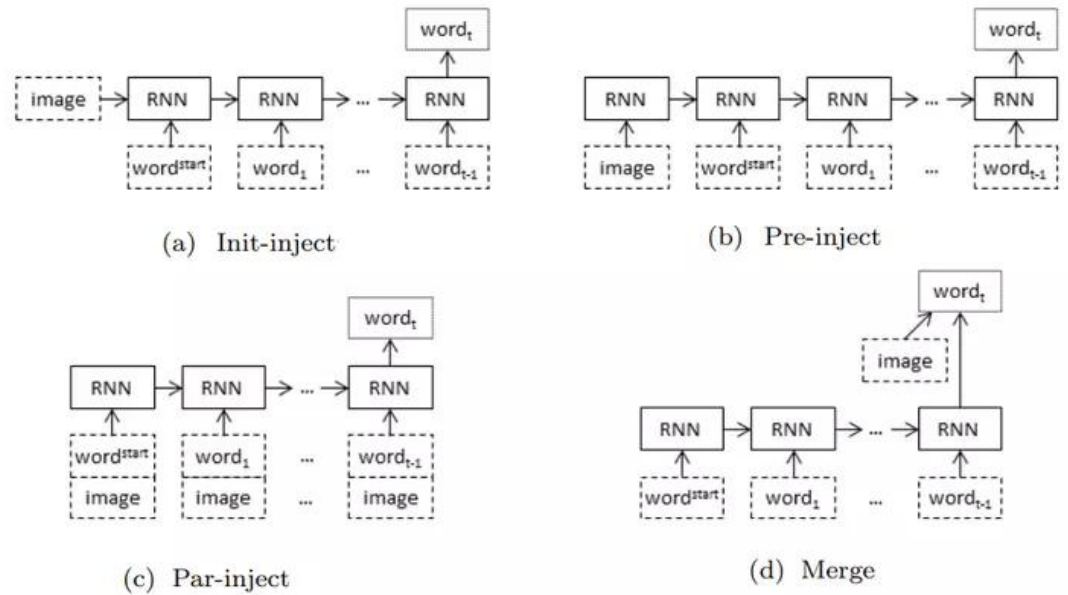 word_t
image RNN RNN ... RNN
word^start word_1 ... word_t-1
(a) Init-inject
word_t
RNN RNN RNN ... RNN
image word^start word_1 ... word_t-1
(b) Pre-inject
word_t
RNN RNN ... RNN
word^start word_1 ... word_t-1
image image ... image
(c) Par-inject
word_t
image
RNN RNN ... RNN
word^start word_1 ... word_t-1
(d) Merge